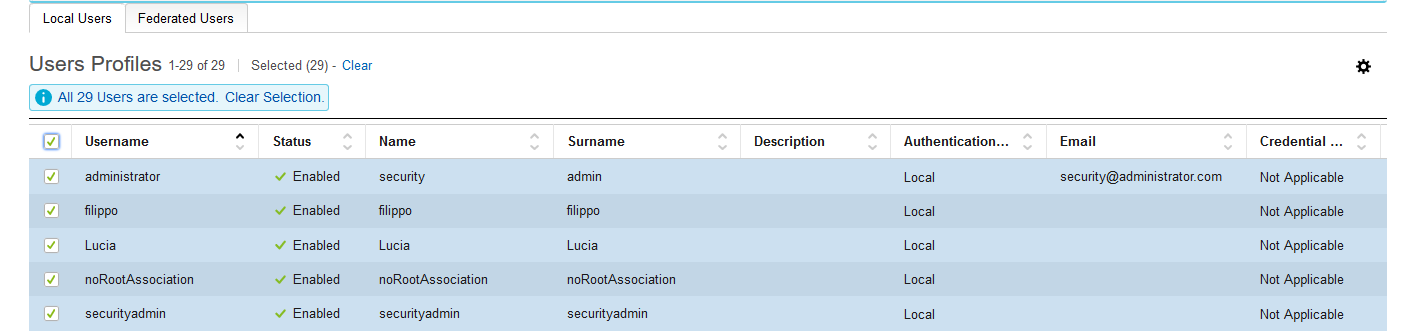 Local Users Federated Users
Users Profiles 1-29 of 29 Selected (29) - Clear
All 29 Users are selected. Clear Selection.
Username Status Name Surname Description Authentication... Email Credential ...
administrator Enabled security admin Local security@administrator.com Not Applicable
filippo Enabled filippo filippo Local Not Applicable
Lucia Enabled Lucia Lucia Local Not Applicable
noRootAssociation Enabled noRootAssociation noRootAssociation Local Not Applicable
securityadmin Enabled securityadmin securityadmin Local Not Applicable